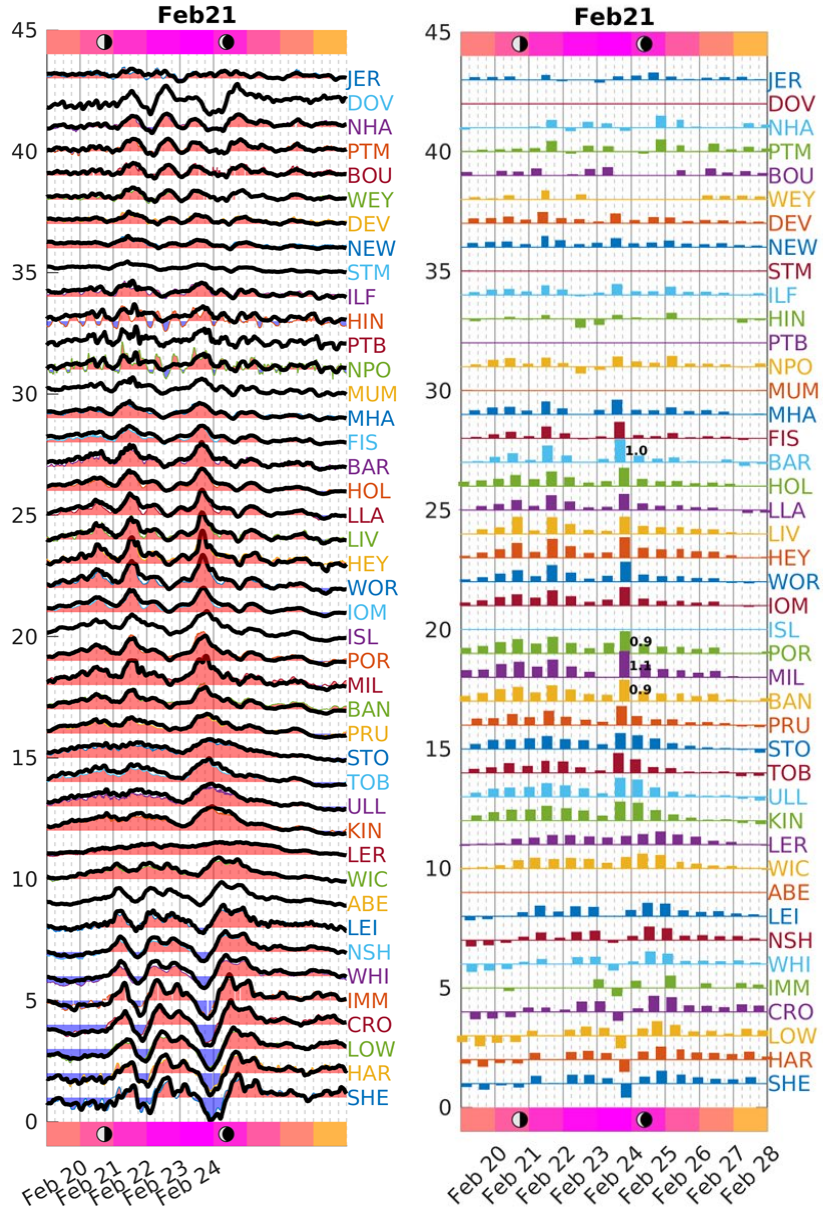 Feb21
45
JER
DOV
NHA
40
PTM
BOU
WEY
DEV
NEW
35
STM
ILF
HIN
PTB
NPO
30
MUM
MHA
FIS
BAR
HOL
25
LLA
LIV
HEY
WOR
IOM
20
ISL
POR
MIL
BAN
PRU
15
STO
TOB
ULL
KIN
LER
10
WIC
ABE
LEI
NSH
WHI
5
IMM
CRO
LOW
HAR
SHE
0
Feb 20
Feb 21
Feb 22
Feb 23
Feb 24
Feb21
45
JER
DOV
NHA
40
PTM
BOU
WEY
DEV
NEW
35
STM
ILF
HIN
PTB
NPO
30
MUM
MHA
FIS
1.0
BAR
HOL
25
LLA
LIV
HEY
WOR
IOM
20
ISL
0.9
POR
1.1
MIL
0.9
BAN
PRU
15
STO
TOB
ULL
KIN
LER
10
WIC
ABE
LEI
NSH
WHI
5
IMM
CRO
LOW
HAR
SHE
0
Feb 20
Feb 21
Feb 22
Feb 23
Feb 24
Feb 25
Feb 26
Feb 27
Feb 28